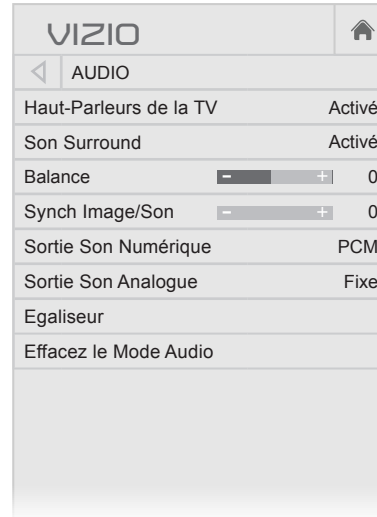 VIZIO
AUDIO
Haut-Parleurs de la TV Activé
Son Surround Activé
Balance - + 0
Synch Image/Son - + 0
Sortie Son Numérique PCM
Sortie Son Analogue Fixe
Egaliseur
Effacez le Mode Audio